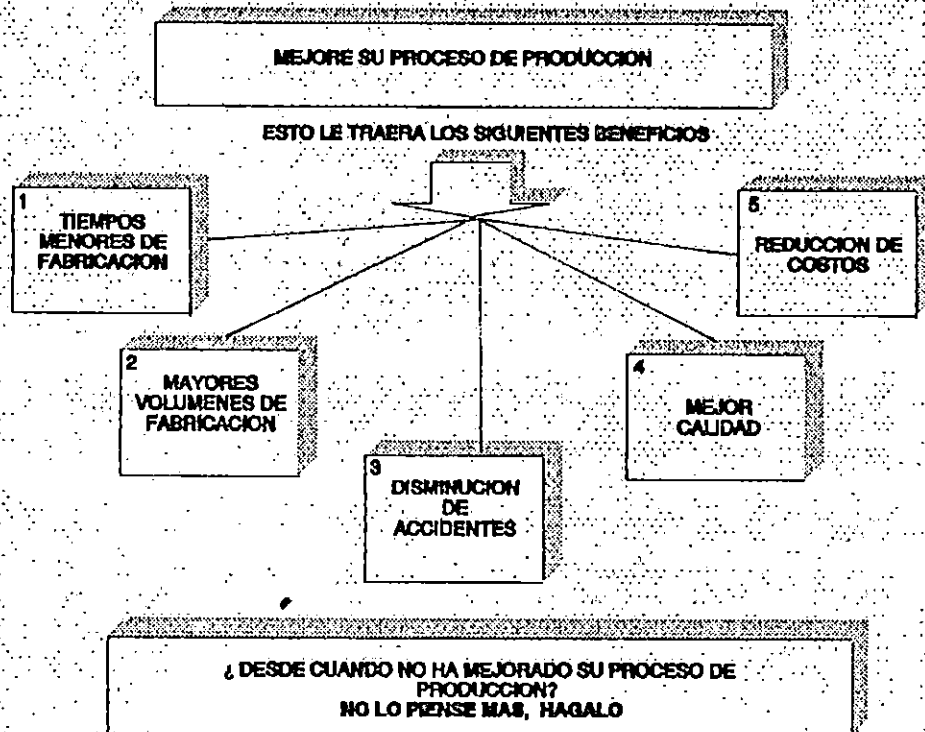 MEJORE SU PROCESO DE PRODUCCION
ESTO LE TRAERA LOS SIGUIENTES BENEFICIOS
1
TIEMPOS
MENORES DE
FABRICACION
2
MAYORES
VOLUMENES DE
FABRICACION
3
DISMINUCION
DE
ACCIDENTES
4
MEJOR
CALIDAD
5
REDUCCION DE
COSTOS
¿ DESDE CUANDO NO HA MEJORADO SU PROCESO DE
PRODUCCION?
NO LO PIENSE MAS, HAGALO